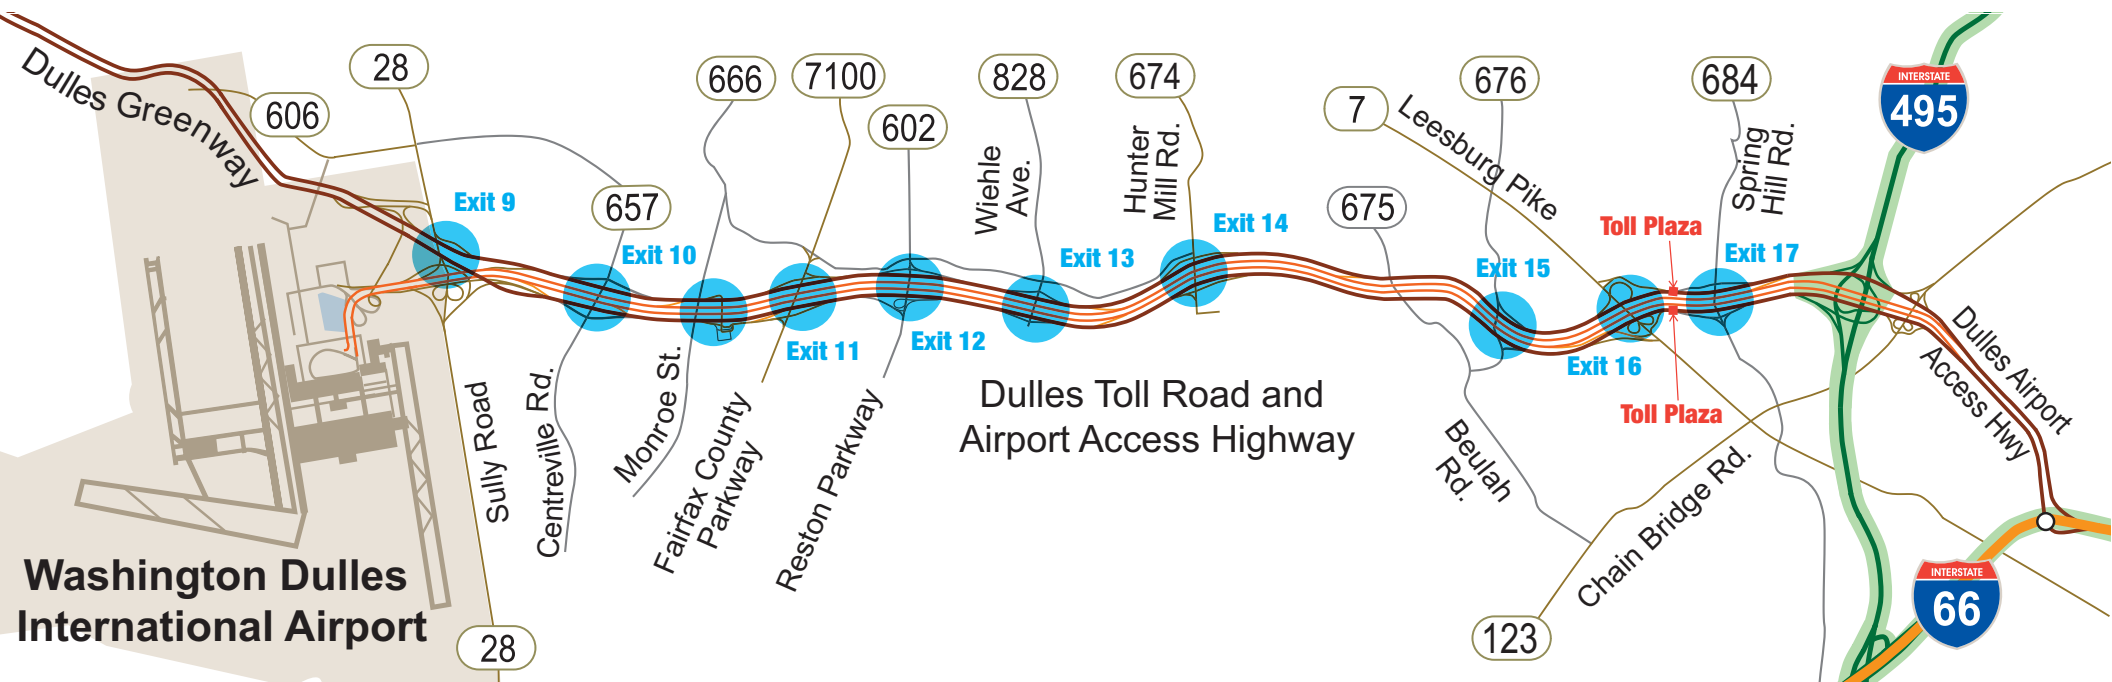 28
666
7100
828
674
676
684
INTERSTATE
495
7
606
602
Dulles Greenway
Leesburg Pike
Wiehle
Ave.
Hunter
Mill Rd.
Spring
Hill Rd.
657
675
Exit 9
Exit 10
Exit 13
Exit 14
Exit 15
Toll Plaza
Exit 17
Exit 11
Exit 12
Exit 16
Toll Plaza
Dulles Toll Road and
Airport Access Highway
Dulles Airport
Access Hwy
Sully Road
Centreville Rd.
Monroe St.
Fairfax County
Parkway
Reston Parkway
Beulah
Rd.
Chain Bridge Rd.
Washington Dulles
International Airport
28
123
INTERSTATE
66